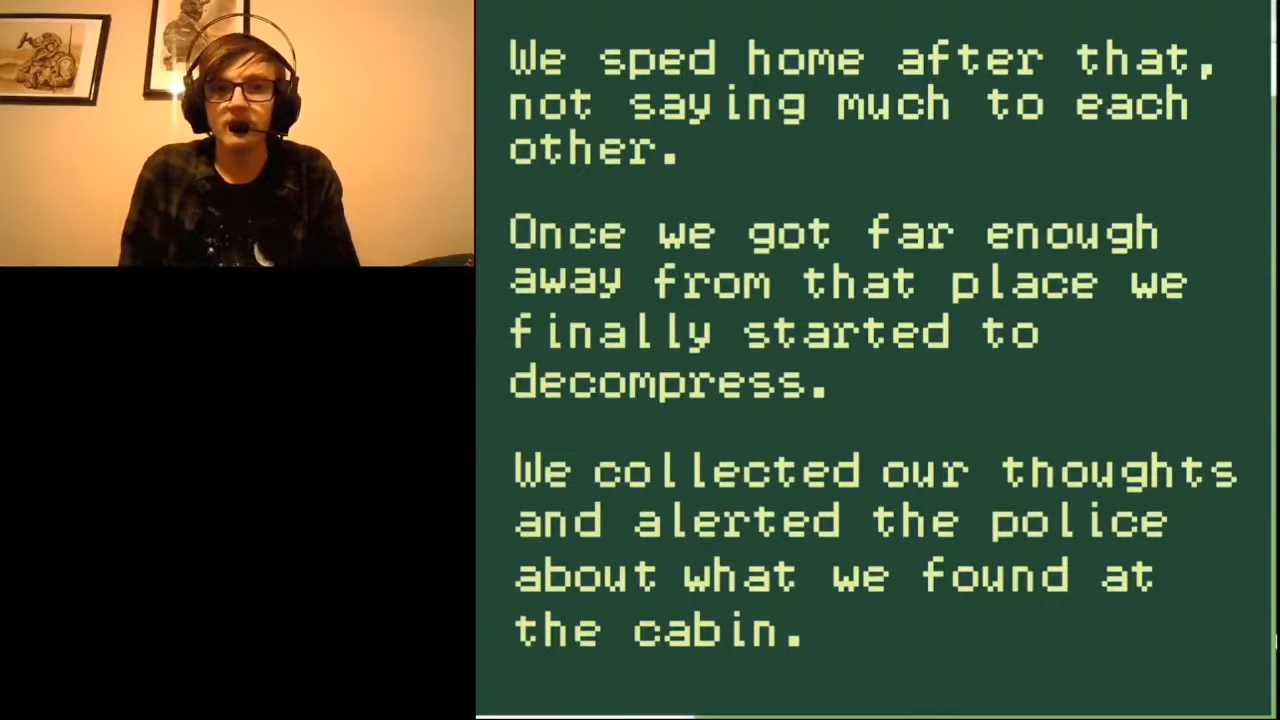 We sped home after that,
not saying much to each
other.
Once we got far enough
away from that place we
finally started to
decompress.
We collected our thoughts
and alerted the police
about what we found at
the cabin.